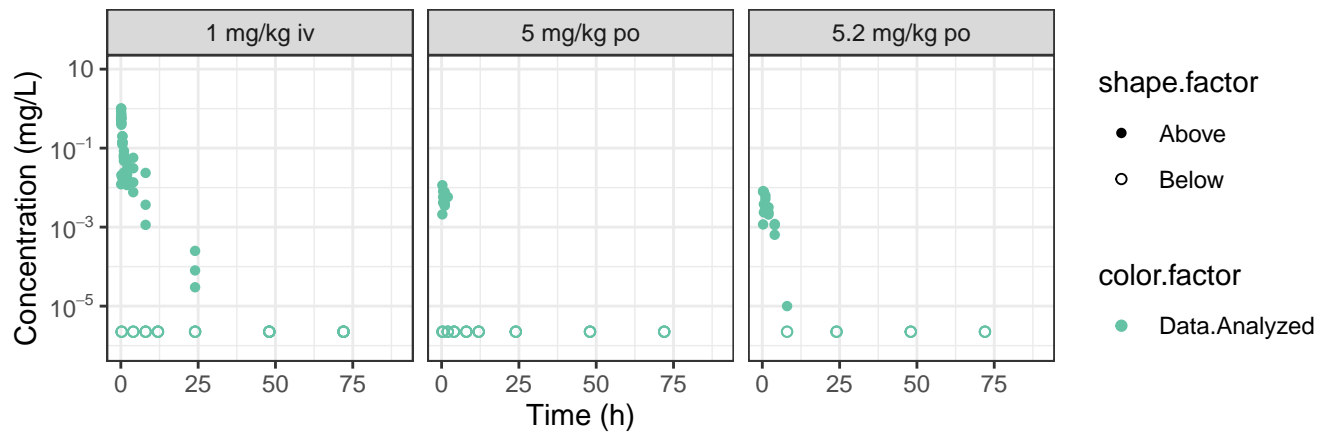 1 mg/kg iv 5 mg/kg po 5.2 mg/kg po
Concentration (mg/L)
10
10⁻¹
10⁻³
10⁻⁵
0 25 50 75 0 25 50 75 0 25 50 75
Time (h)
shape.factor
Above
Below
color.factor
Data.Analyzed